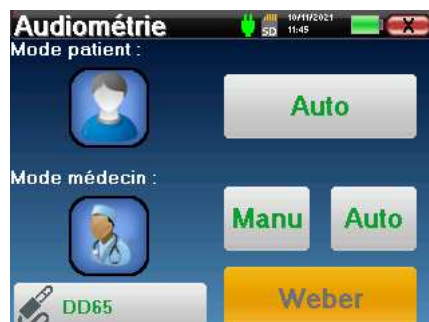 Audiométrie
SD
10/11/2021
11:45
X
Mode patient :
Auto
Mode médecin :
Manu
Auto
DD65
Weber